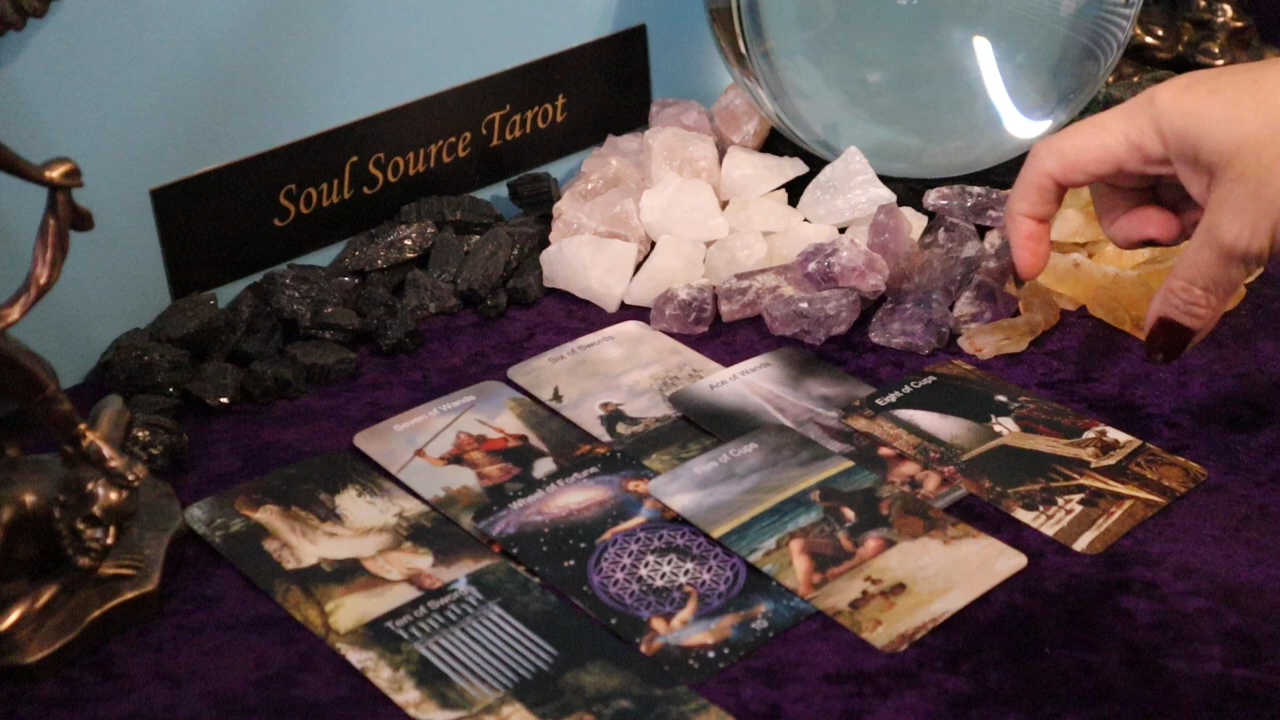 Soul Source Tarot
Six of Swords
Ace of Wands
Eight of Cups
Seven of Wands
Wheel of Fortune
Five of Cups
Ten of Swords
10